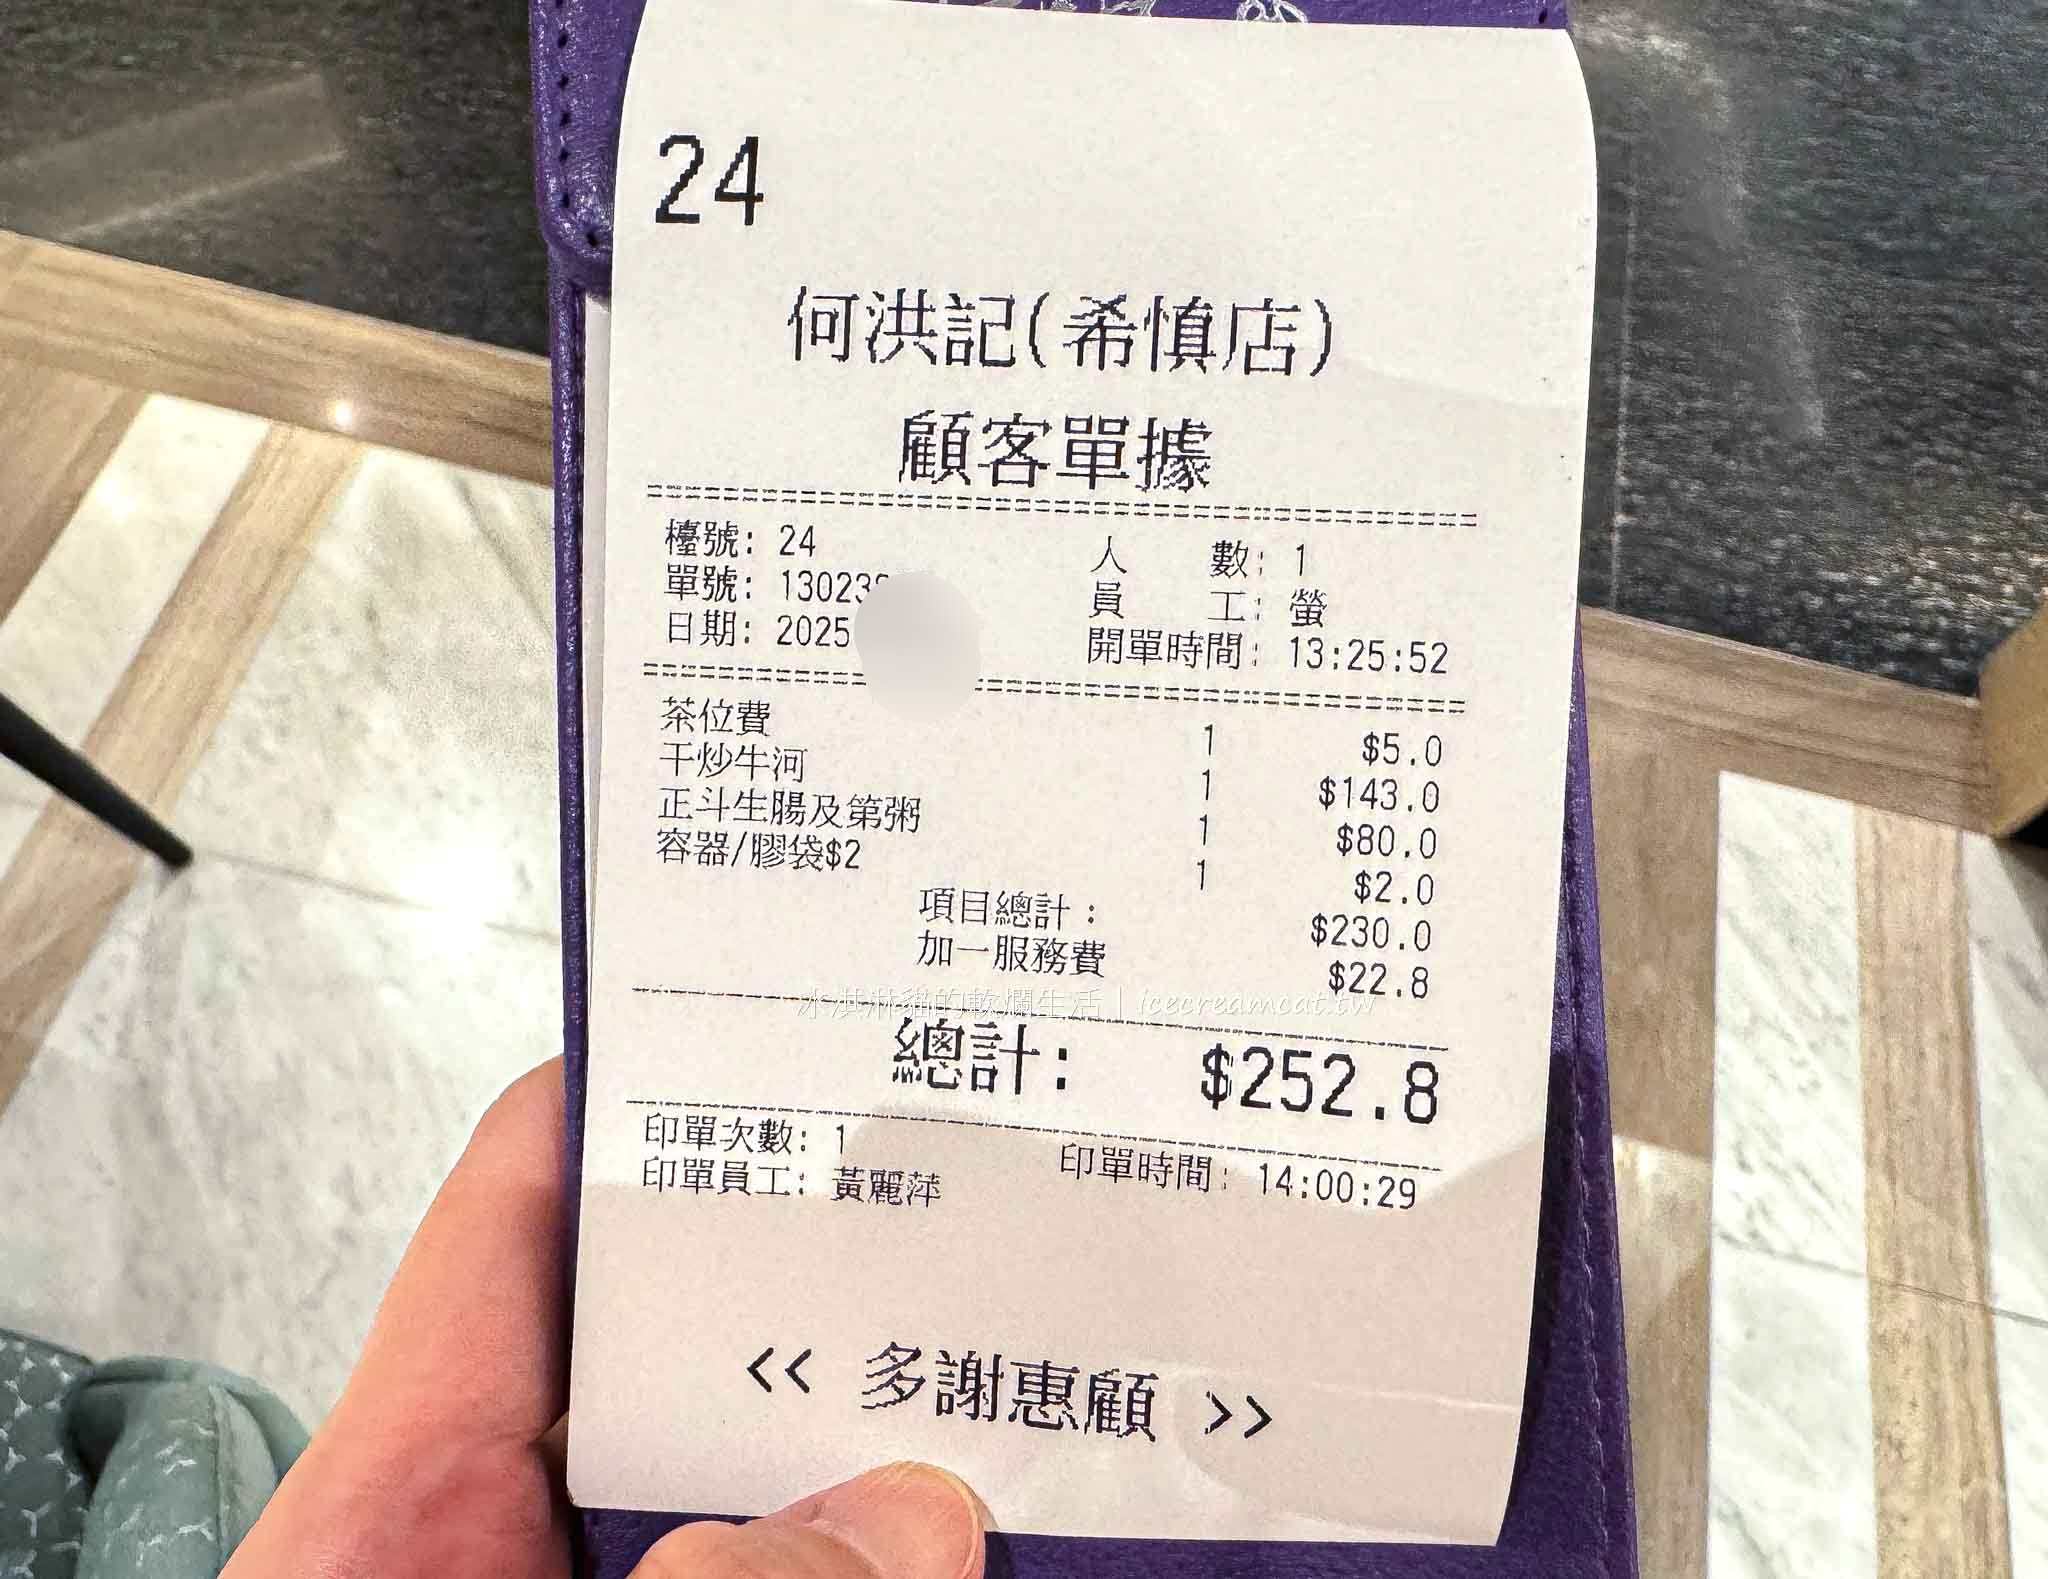 24
何洪記(希慎店)
顧客單據
檯號: 24 人 數: 1
單號: 13023 員 工: 螢
日期: 2025 開單時間: 13:25:52
茶位費 1 $5.0
干炒牛河 1 $143.0
正斗生腸及第粥 1 $80.0
容器/膠袋$2 1 $2.0
項目總計: $230.0
加一服務費 $22.8
冰淇淋貓的軟爛生活 | icecreamcat.tw
總計: $252.8
印單次數: 1 印單時間: 14:00:29
印單員工: 黃麗萍
<< 多謝惠顧 >>